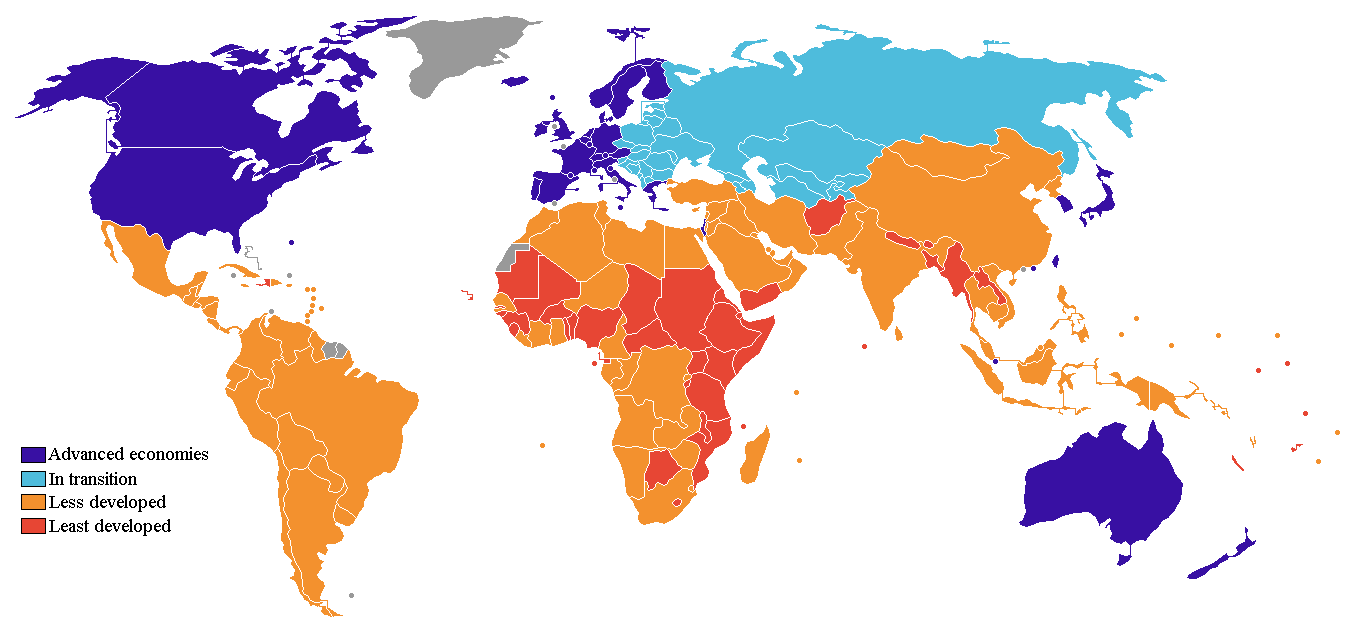 Advanced economies
In transition
Less developed
Least developed